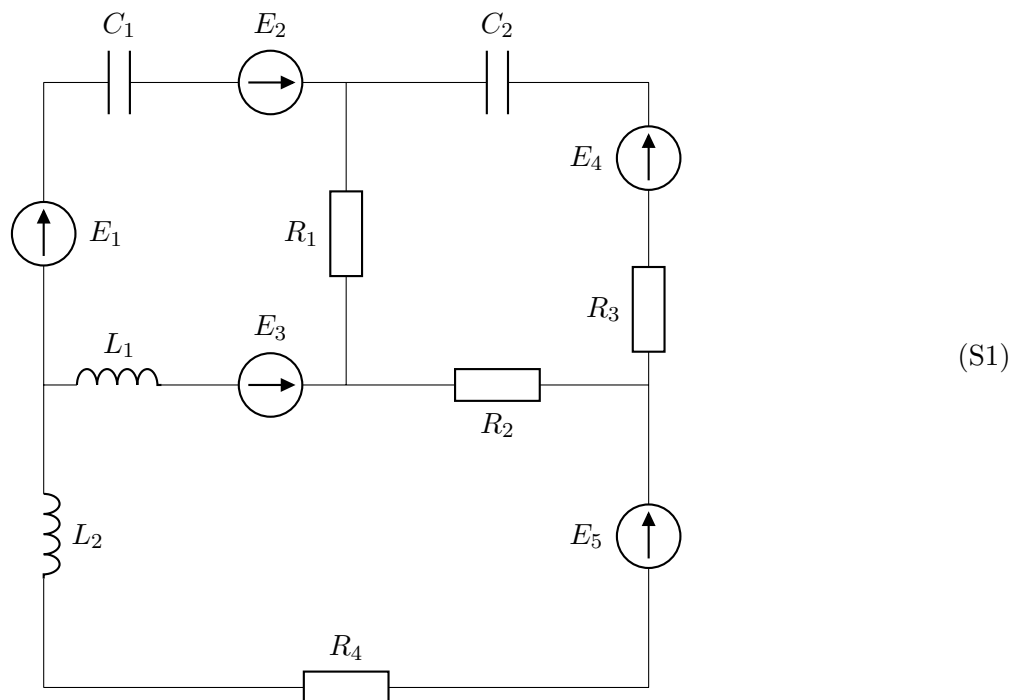 C₁ E₂ C₂
E₄
E₁ R₁
R₃
L₁ E₃
(S1)
R₂
L₂ E₅
R₄